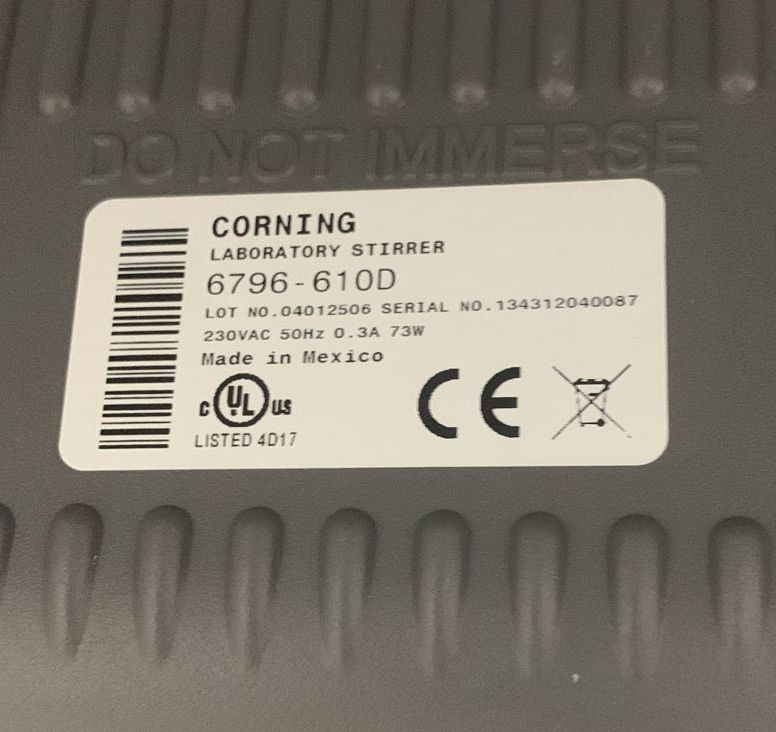 DO NOT IMMERSE
CORNING
LABORATORY STIRRER
6796-610D
LOT NO.04012506 SERIAL NO.134312040087
230VAC 50Hz 0.3A 73W
Made in Mexico
C UL US
CE
LISTED 4D17